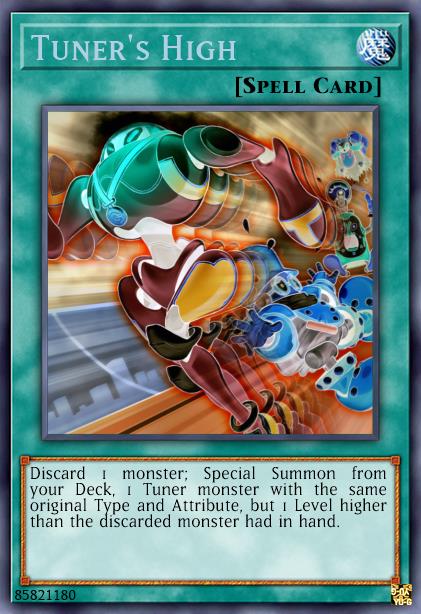 Tuner's High
魔
[Spell Card]
Discard 1 monster; Special Summon from
your Deck, 1 Tuner monster with the same
original Type and Attribute, but 1 Level higher
than the discarded monster had in hand.
85821180